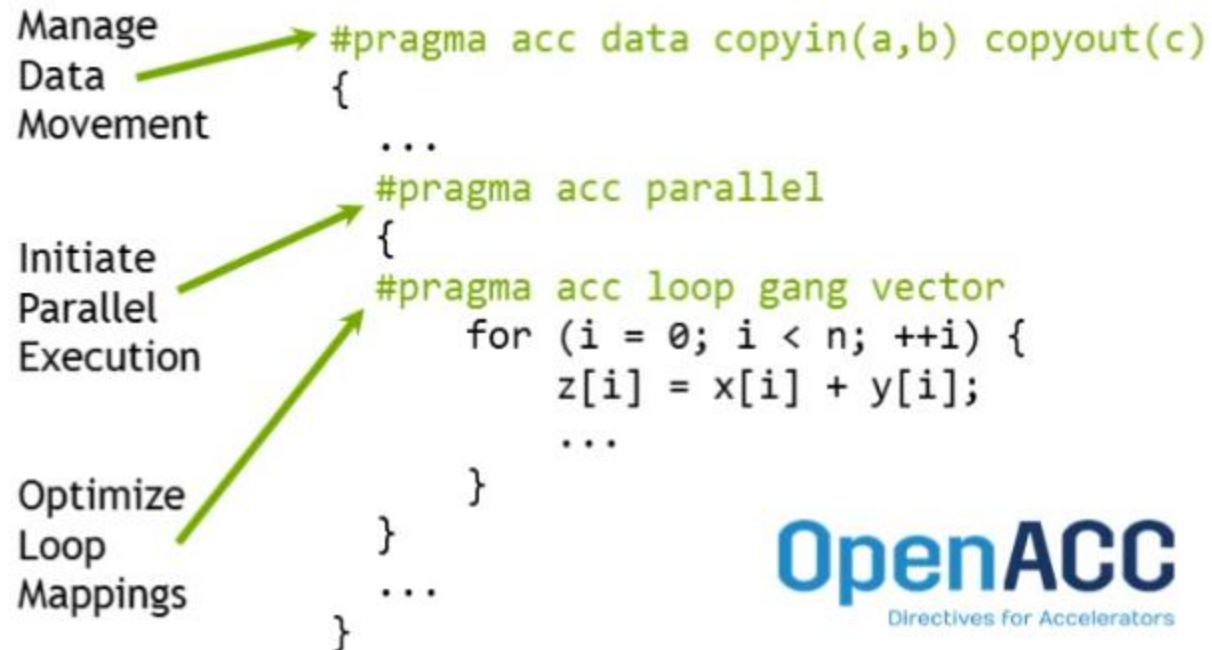 Manage
Data
Movement
#pragma acc data copyin(a,b) copyout(c)
{
...
#pragma acc parallel
{
Initiate
Parallel
Execution
#pragma acc loop gang vector
for (i = 0; i < n; ++i) {
z[i] = x[i] + y[i];
...
}
Optimize
Loop
Mappings
}
...
}
OpenACC
Directives for Accelerators